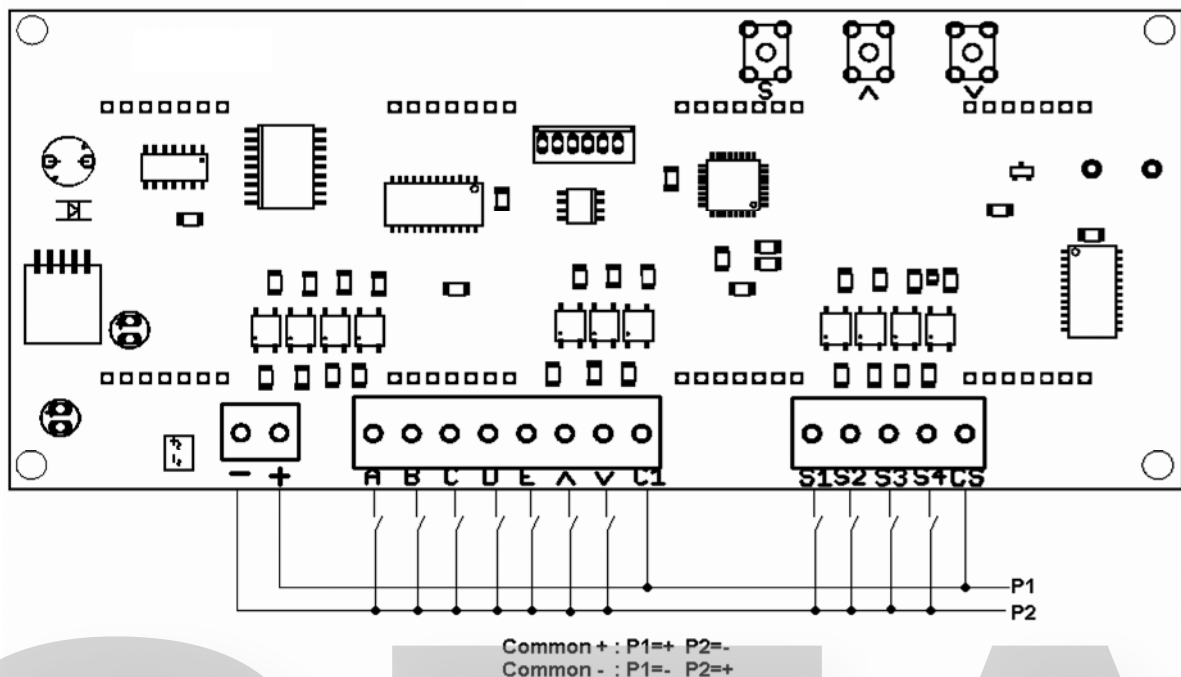 S ∧ ∨
- + A B C D E ∧ ∨ C1 S1 S2 S3 S4 CS
P1
P2
Common + : P1=+ P2=-
Common - : P1=- P2=+